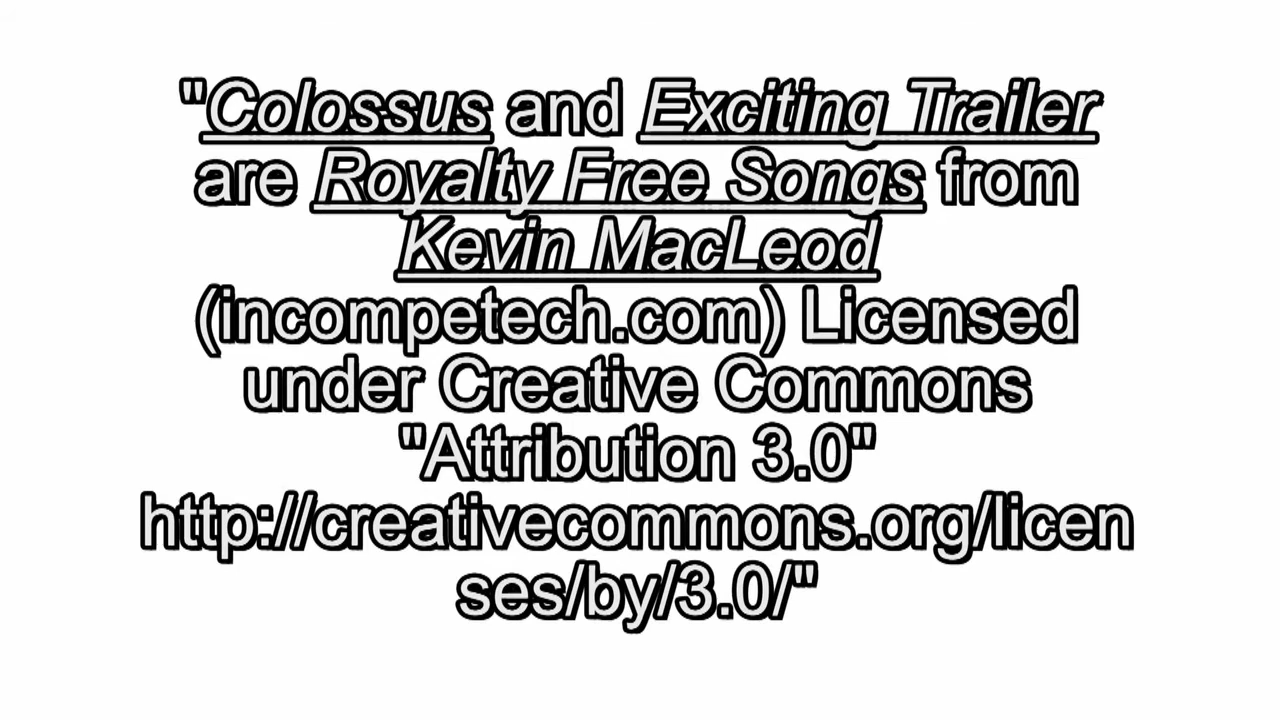 "Colossus and Exciting Trailer
are Royalty Free Songs from
Kevin MacLeod
(incompetech.com) Licensed
under Creative Commons
"Attribution 3.0"
http://creativecommons.org/licen
ses/by/3.0/"